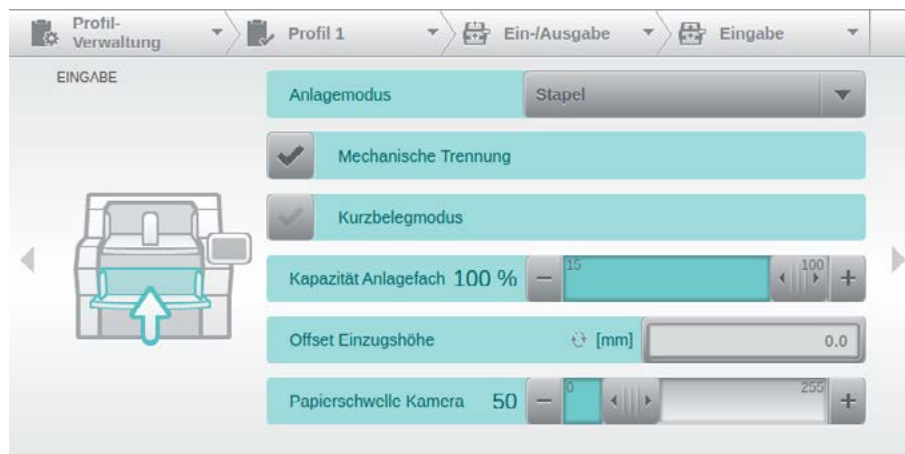 Profil-
Verwaltung
Profil 1
Ein-/Ausgabe
Eingabe
EINGABE
Anlagemodus
Stapel
Mechanische Trennung
Kurzbelegmodus
Kapazität Anlagefach 100 % − 15 100 +
Offset Einzugshöhe [mm] 0.0
Papierschwelle Kamera 50 − 0 255 +